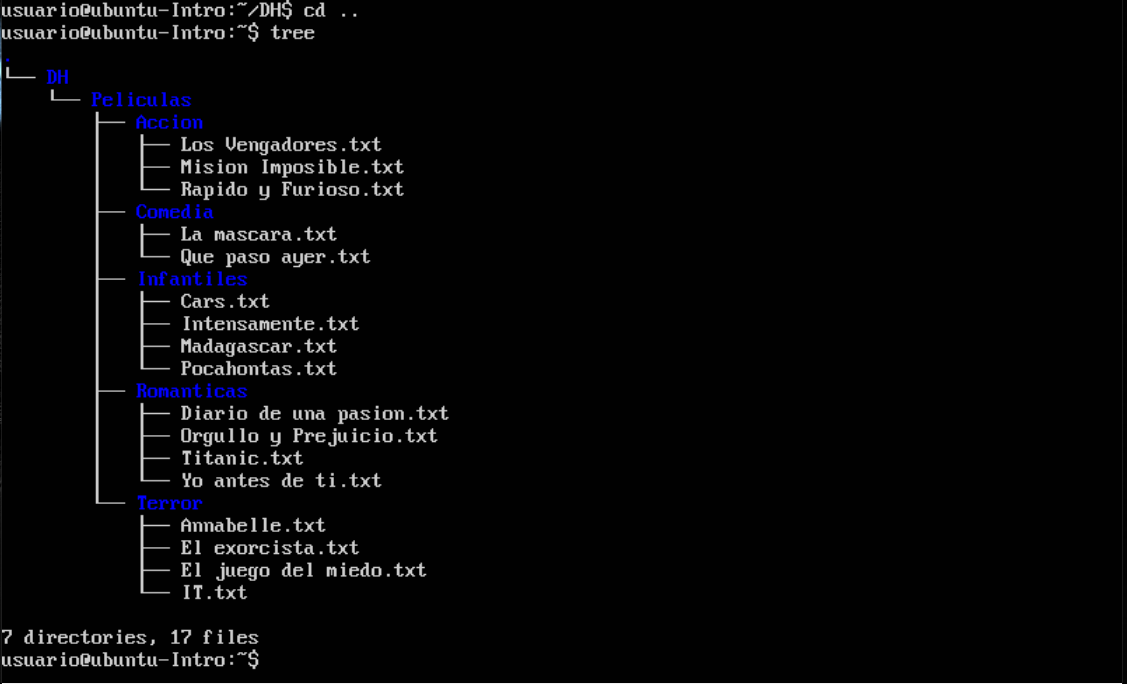 usuario@ubuntu-Intro:~/DH$ cd ..
usuario@ubuntu-Intro:~$ tree
.
└── DH
    └── Peliculas
        ├── Accion
        │   ├── Los Vengadores.txt
        │   ├── Mision Imposible.txt
        │   └── Rapido y Furioso.txt
        ├── Comedia
        │   ├── La mascara.txt
        │   └── Que paso ayer.txt
        ├── Infantiles
        │   ├── Cars.txt
        │   ├── Intensamente.txt
        │   ├── Madagascar.txt
        │   └── Pocahontas.txt
        ├── Romanticas
        │   ├── Diario de una pasion.txt
        │   ├── Orgullo y Prejuicio.txt
        │   ├── Titanic.txt
        │   └── Yo antes de ti.txt
        └── Terror
            ├── Annabelle.txt
            ├── El exorcista.txt
            ├── El juego del miedo.txt
            └── IT.txt

7 directories, 17 files
usuario@ubuntu-Intro:~$